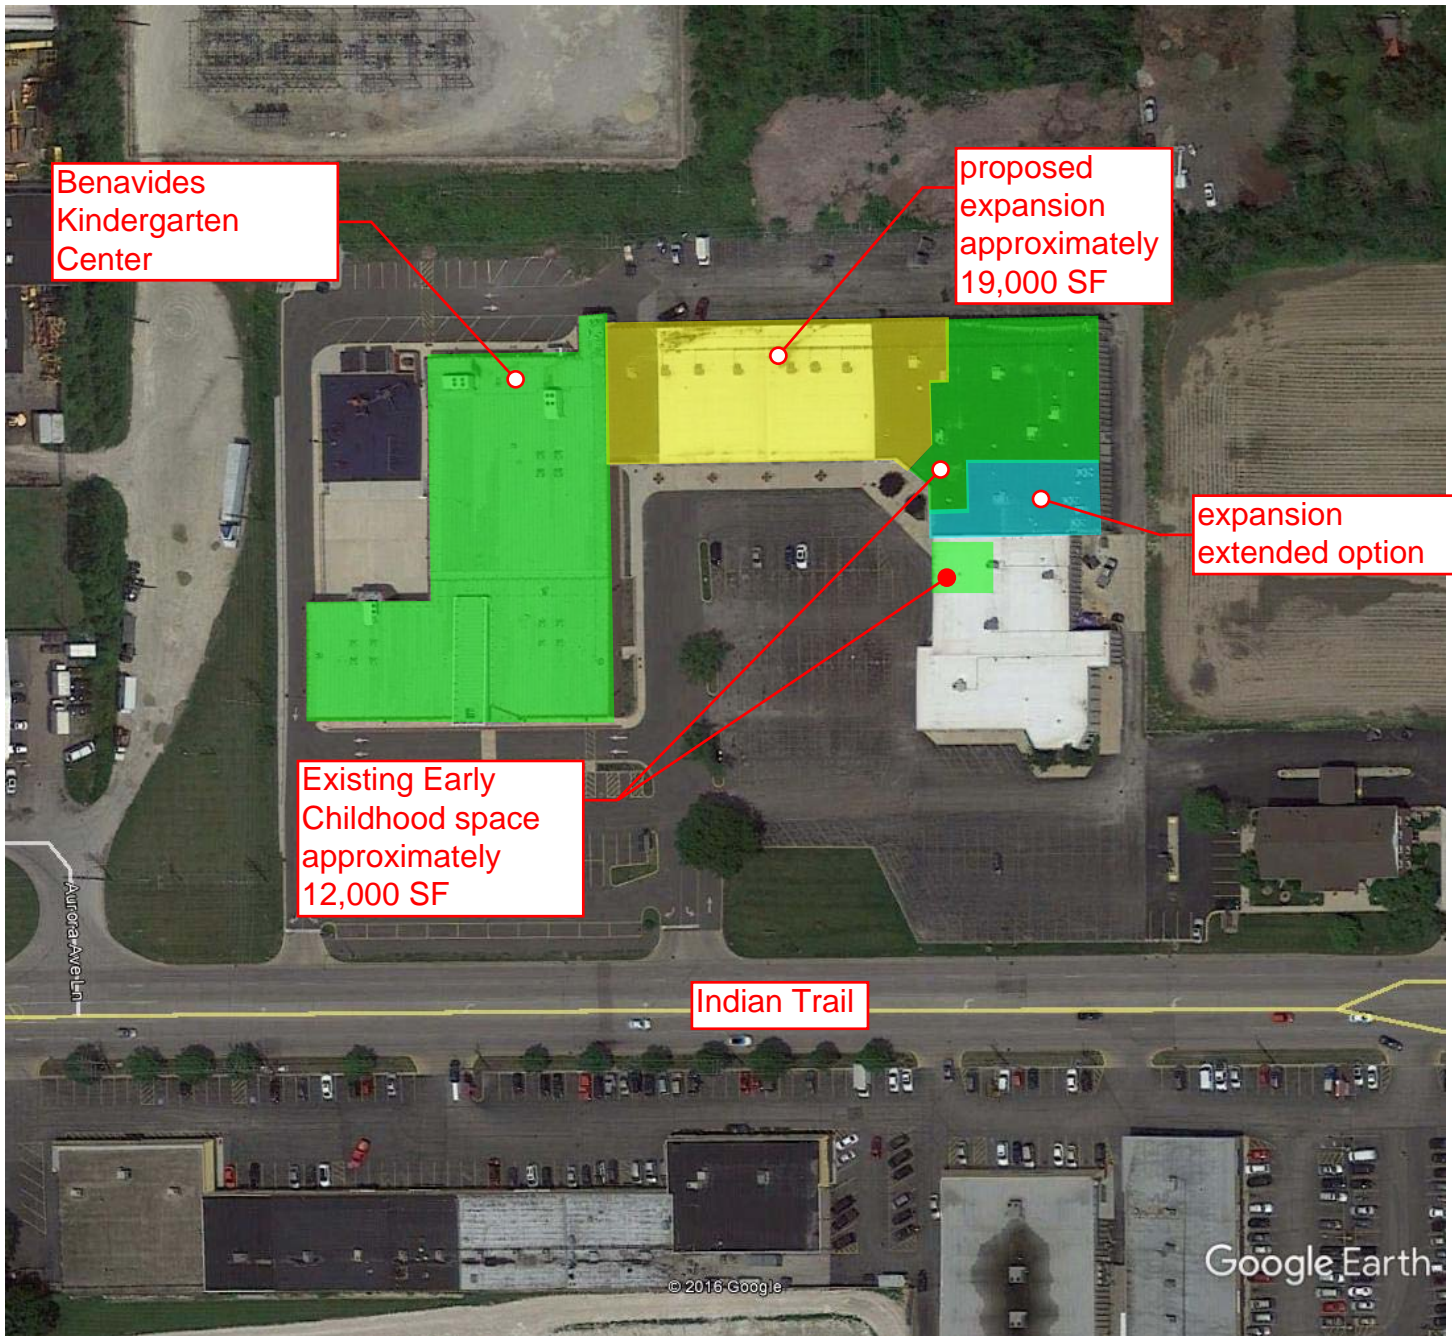 Benavides
Kindergarten
Center
proposed
expansion
approximately
19,000 SF
expansion
extended option
Existing Early
Childhood space
approximately
12,000 SF
Aurora Ave Ln
Indian Trail
Google Earth
© 2016 Google